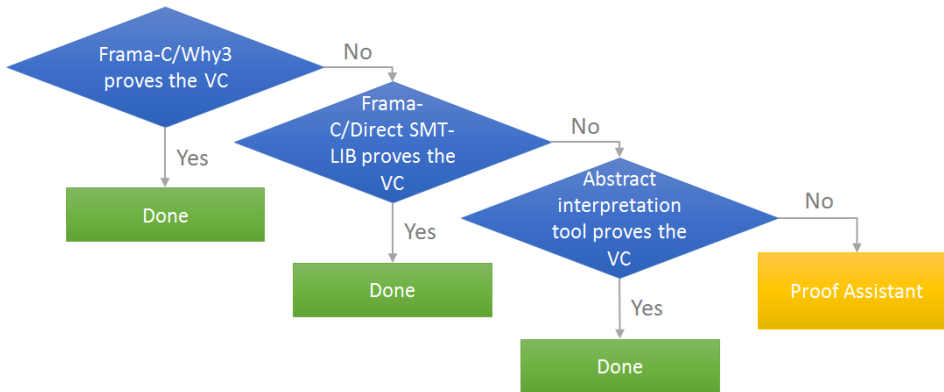 Frama-C/Why3
proves the VC
No
Frama-
C/Direct SMT-
LIB proves the
VC
No
Yes
Done
Abstract
interpretation
tool proves the
VC
No
Yes
Done
Proof Assistant
Yes
Done